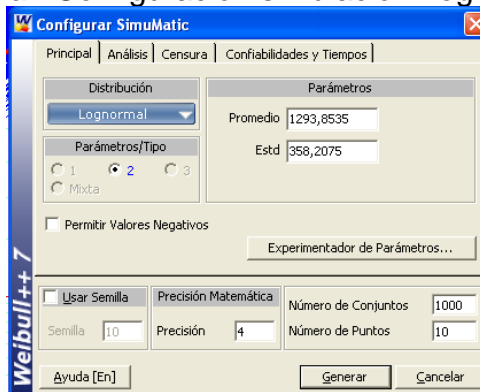 Configurar SimuMatic
Principal Análisis Censura Confiabilidades y Tiempos
Distribución
Lognormal
Parámetros/Tipo
1 2 3
Mixta
Parámetros
Promedio 1293,8535
Estd 358,2075
Permitir Valores Negativos
Experimentador de Parámetros...
Weibull++ 7
Usar Semilla
Semilla 10
Precisión Matemática
Precisión 4
Número de Conjuntos 1000
Número de Puntos 10
Ayuda [En] Generar Cancelar